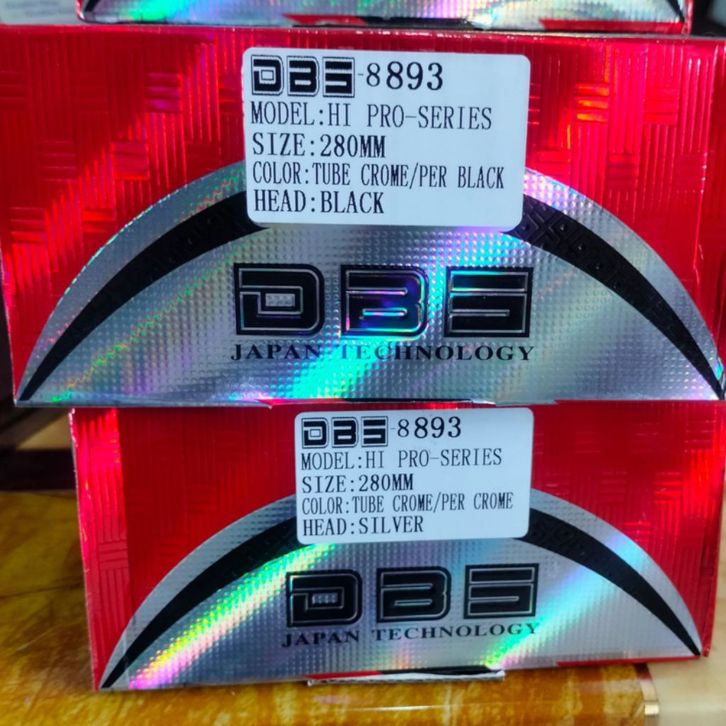 DBS-8893
MODEL:HI PRO-SERIES
SIZE:280MM
COLOR:TUBE CROME/PER BLACK
HEAD:BLACK
DBS
JAPAN TECHNOLOGY
DBS-8893
MODEL:HI PRO-SERIES
SIZE:280MM
COLOR:TUBE CROME/PER CROME
HEAD:SILVER
DBS
JAPAN TECHNOLOGY